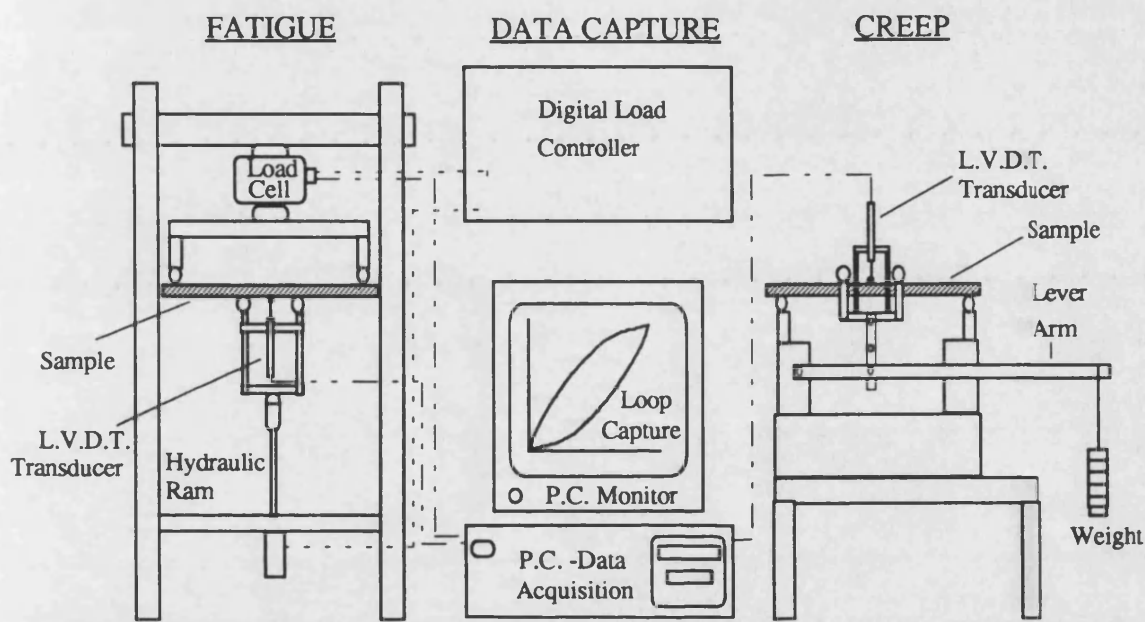 FATIGUE
DATA CAPTURE
CREEP
Load
Cell
Digital Load
Controller
L.V.D.T.
Transducer
Sample
Lever
Arm
Sample
L.V.D.T.
Transducer
Hydraulic
Ram
Loop
Capture
P.C. Monitor
P.C. -Data
Acquisition
Weight